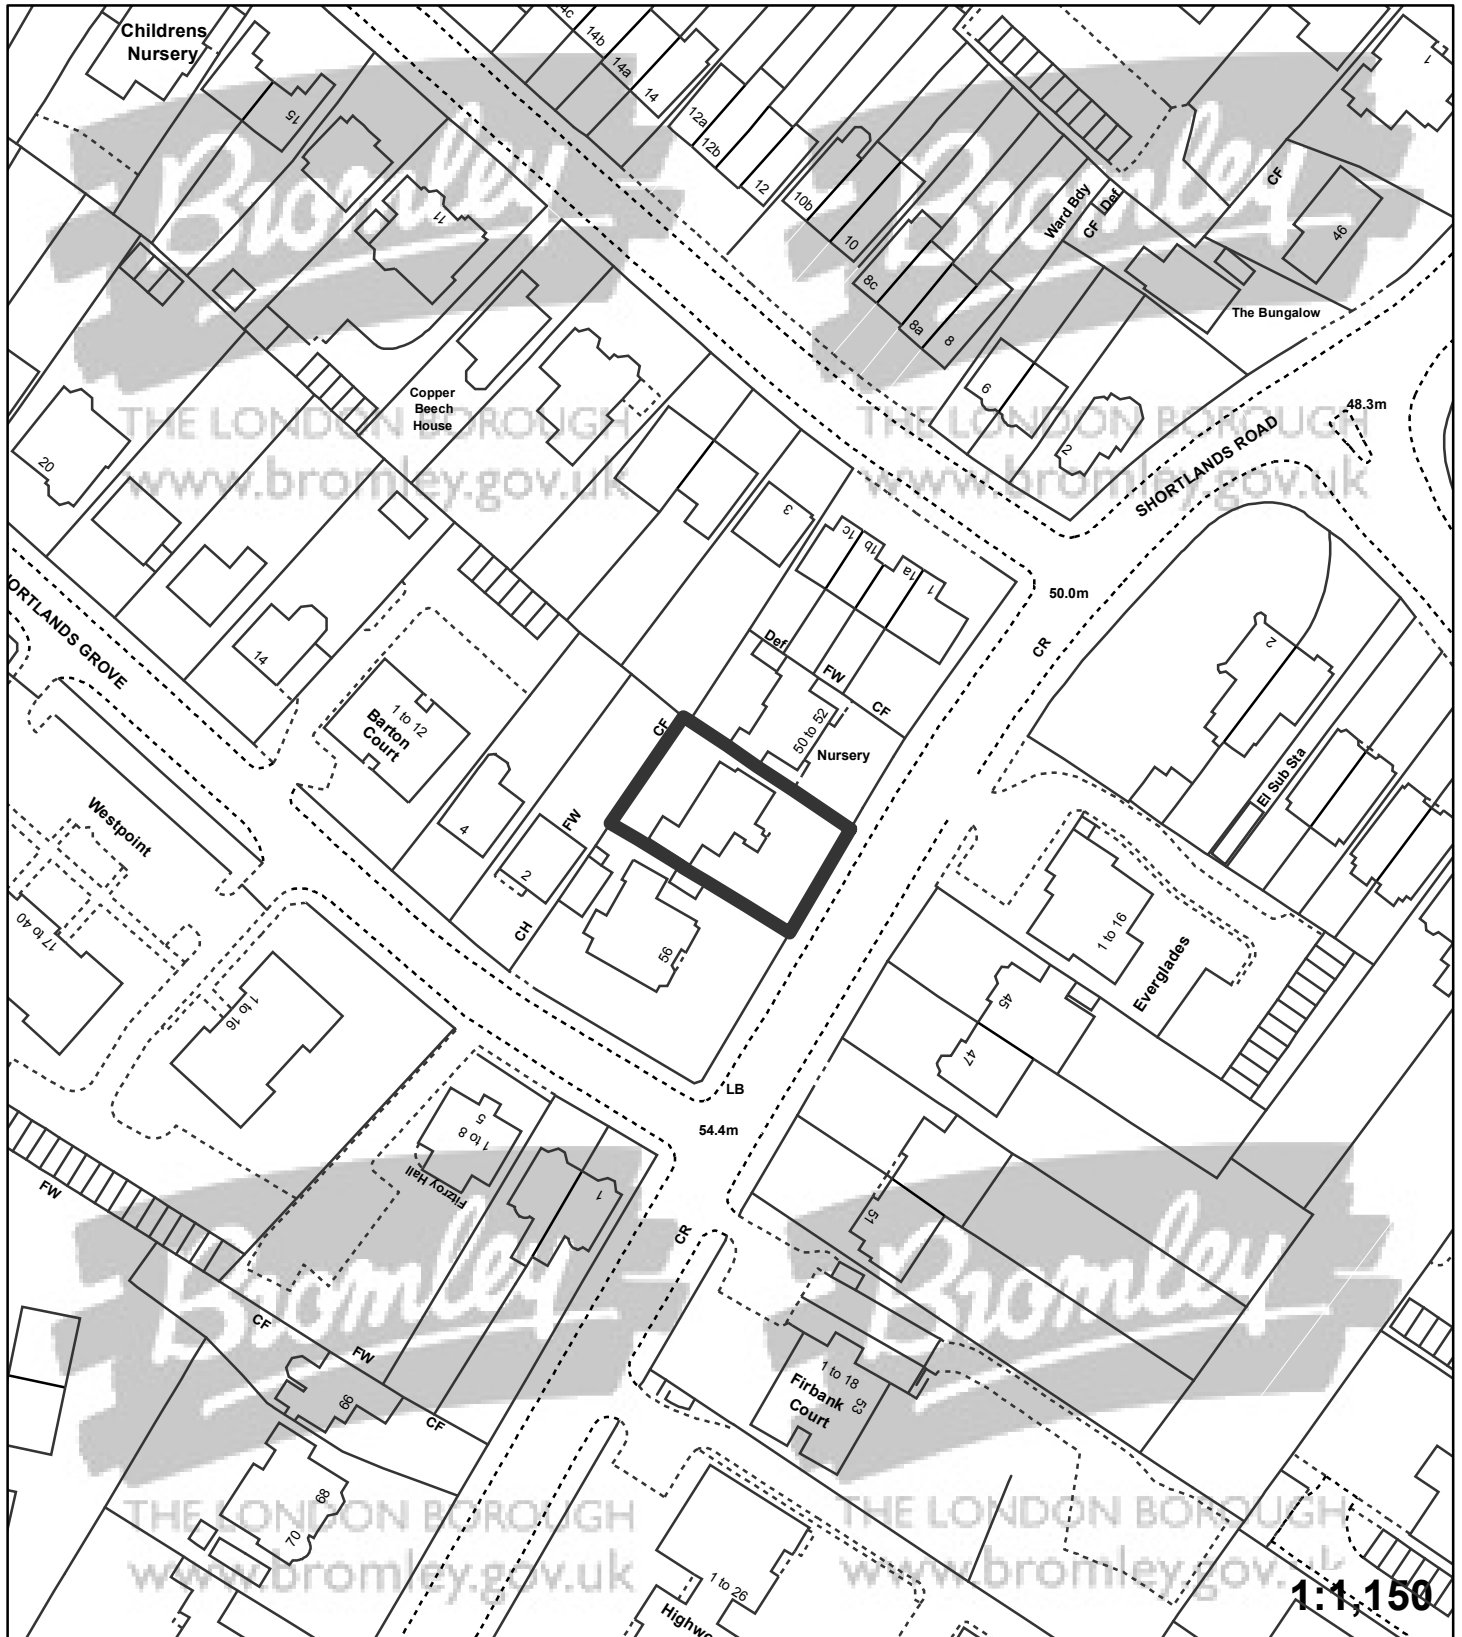 Childrens
Nursery
4c
14b
14a
14
12a
12b
12
10b
10
8c
8a
8
15
11
Ward Bdy
CF
Def
CF
46
1
The Bungalow
6
2
48.3m
SHORTLANDS ROAD
Copper
Beech
House
20
3
1c
1b
1a
1
50.0m
CR
ORTLANDS GROVE
14
Def
FW
CF
2
1 to 12
Barton
Court
CF
50 to 52
Nursery
El Sub Sta
Westpoint
4
FW
2
CH
56
17 to 40
1 to 16
1 to 16
Everglades
45
47
LB
54.4m
5
1 to 8
Fitzroy Hall
1
FW
51
CR
CF
FW
66
CF
1 to 18
Firbank
Court
53
68
70
1 to 26
Highwo
1:1,150
Bromley
THE LONDON BOROUGH
www.bromley.gov.uk
Bromley
THE LONDON BOROUGH
www.bromley.gov.uk
Bromley
THE LONDON BOROUGH
www.bromley.gov.uk
Bromley
THE LONDON BOROUGH
www.bromley.gov.uk